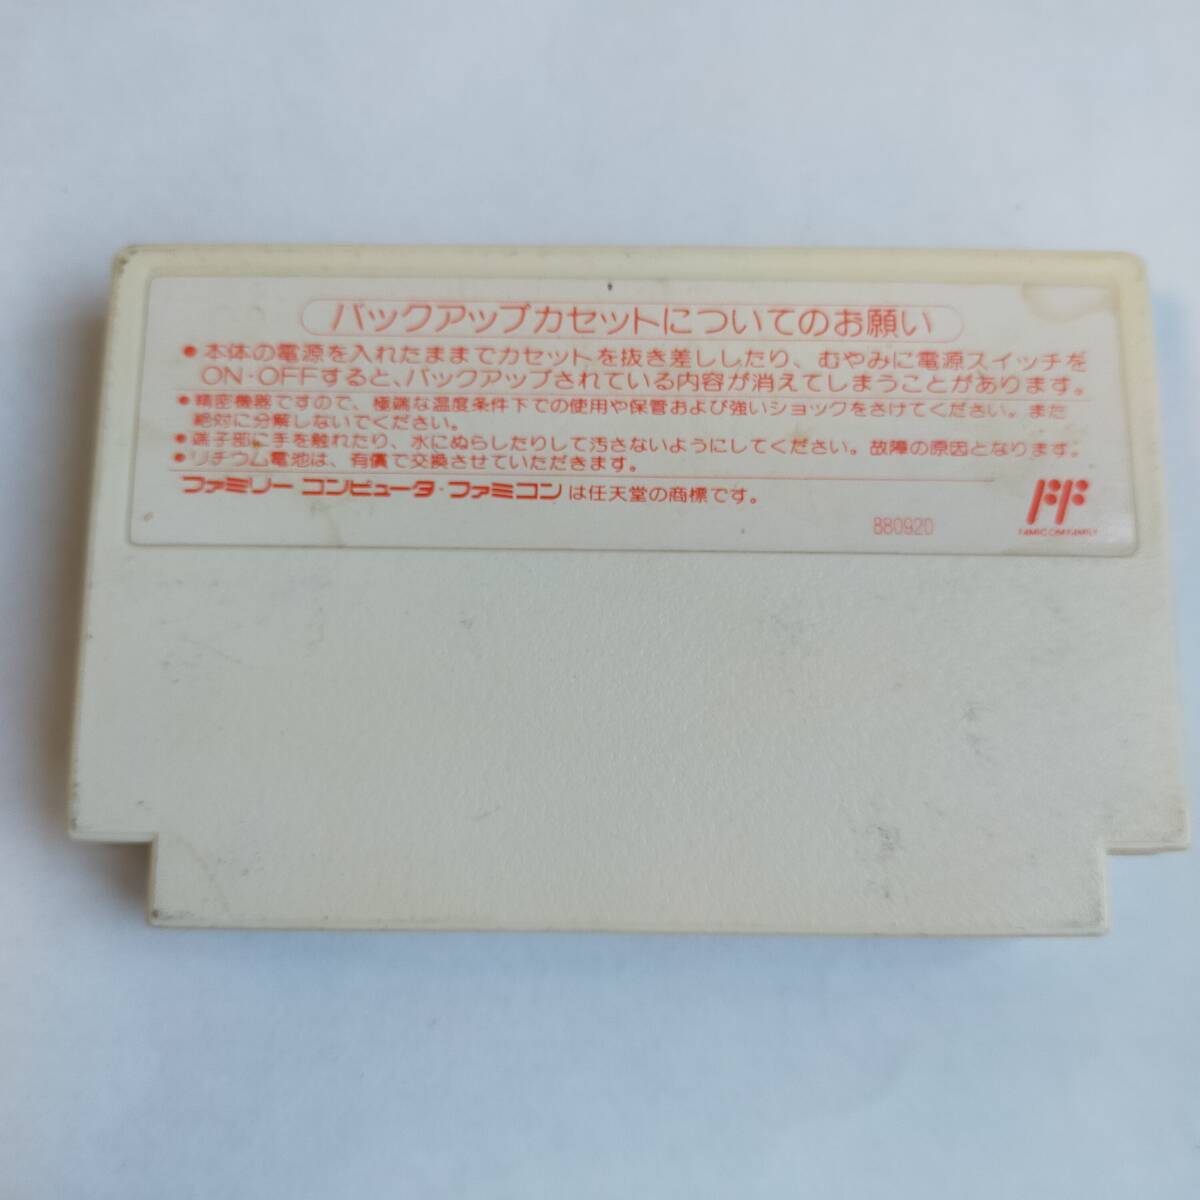 バックアップカセットについてのお願い
●本体の電源を入れたままでカセットを抜き差ししたり、むやみに電源スイッチを
ON・OFFすると、バックアップされている内容が消えてしまうことがあります。
●精密機器ですので、極端な温度条件下での使用や保管および強いショックをさけてください。また
絶対に分解しないでください。
●端子部に手を触れたり、水にぬらしたりして汚さないようにしてください。故障の原因となります。
●リチウム電池は、有償で交換させていただきます。
ファミリーコンピュータ・ファミコンは任天堂の商標です。
880920
FF
FAMICOM FAMILY